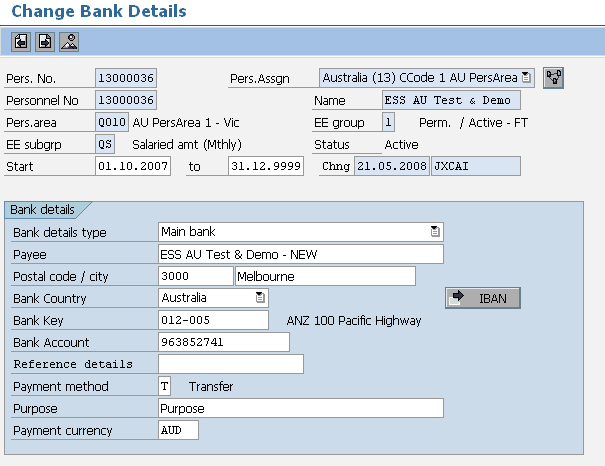 Change Bank Details
Pers. No. 13000036 Pers.Assgn Australia (13) CCode 1 AU PersArea
Personnel No 13000036 Name ESS AU Test & Demo
Pers.area Q010 AU PersArea 1 - Vic EE group 1 Perm. / Active - FT
EE subgrp QS Salaried amt (Mthly) Status Active
Start 01.10.2007 to 31.12.9999 Chng 21.05.2008 JXCAI
Bank details
Bank details type Main bank
Payee ESS AU Test & Demo - NEW
Postal code / city 3000 Melbourne
Bank Country Australia IBAN
Bank Key 012-005 ANZ 100 Pacific Highway
Bank Account 963852741
Reference details
Payment method T Transfer
Purpose Purpose
Payment currency AUD